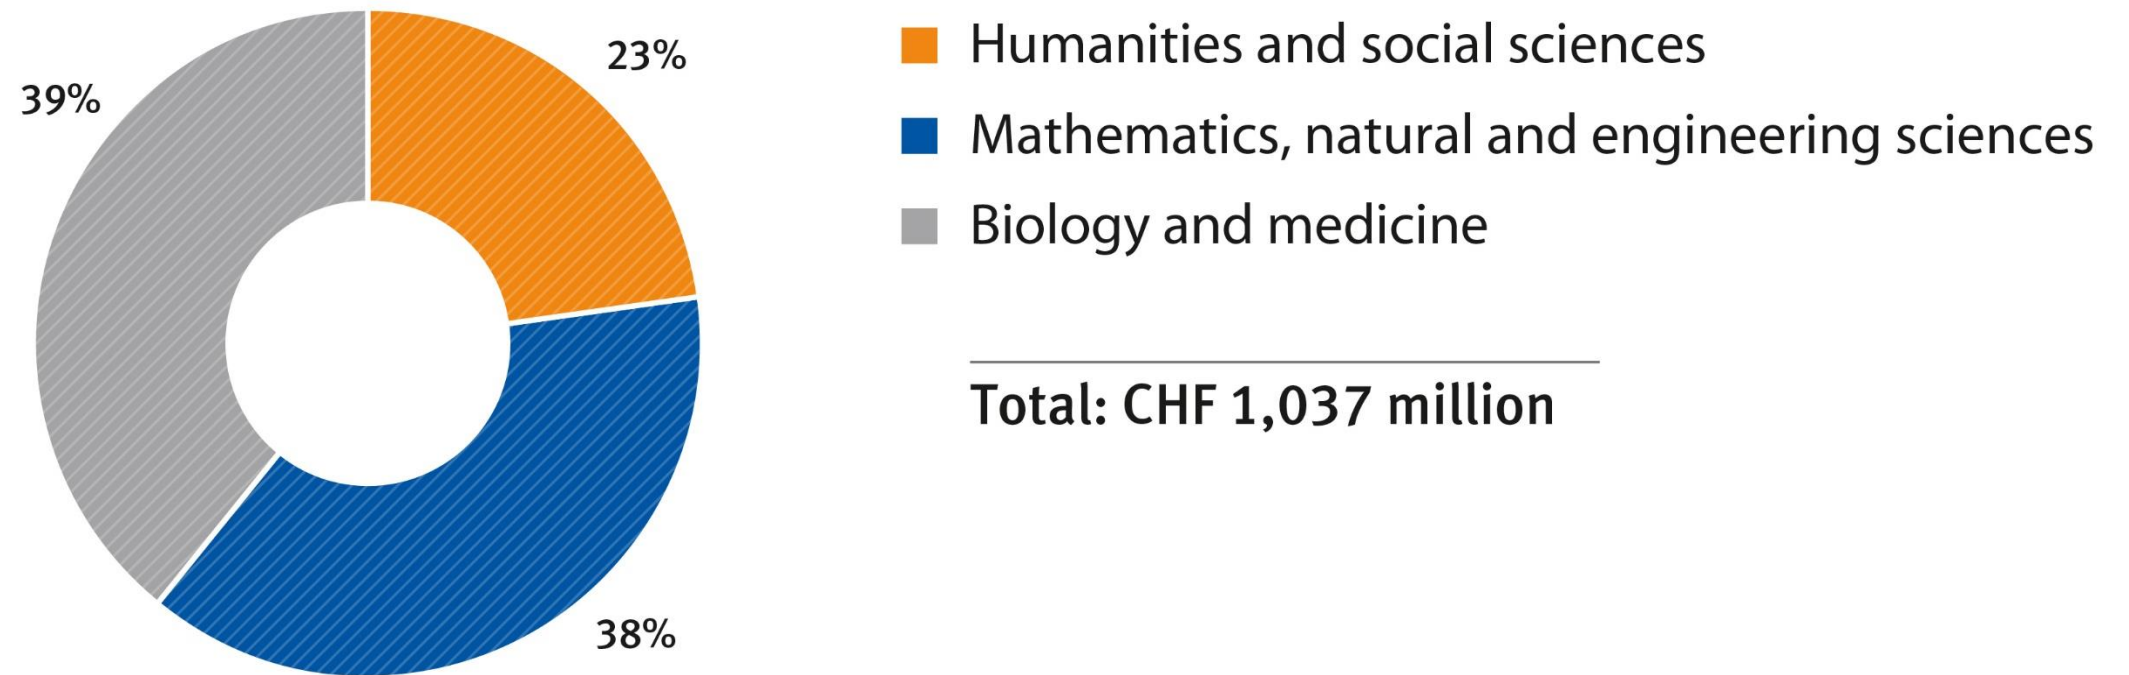 23%
39%
38%
Humanities and social sciences
Mathematics, natural and engineering sciences
Biology and medicine
Total: CHF 1,037 million